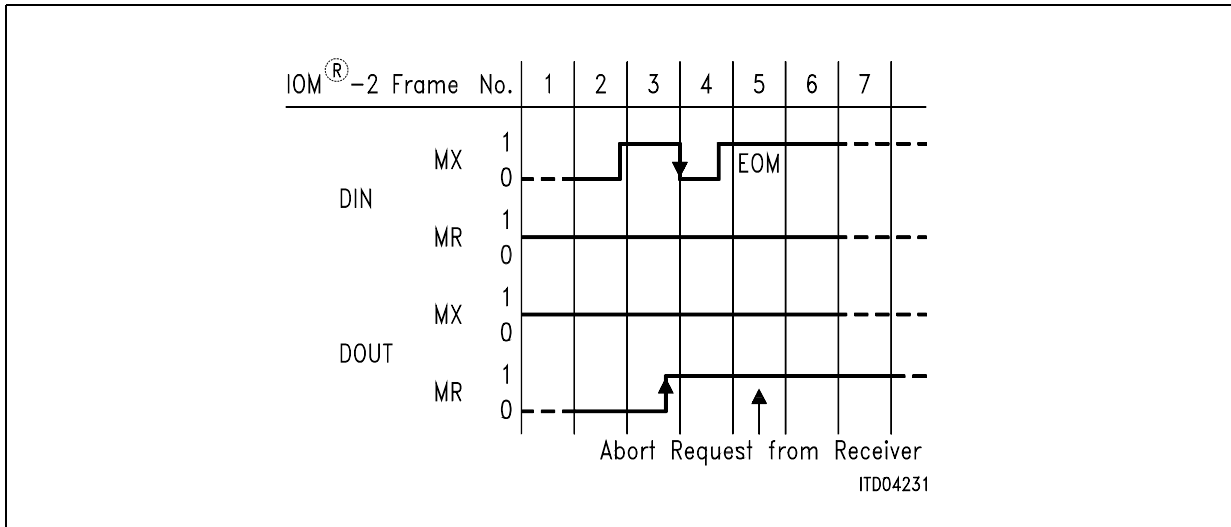 IOM®-2 Frame No. 1 2 3 4 5 6 7
MX 1
0
EOM
DIN
MR 1
0
MX 1
0
DOUT
MR 1
0
Abort Request from Receiver
ITD04231